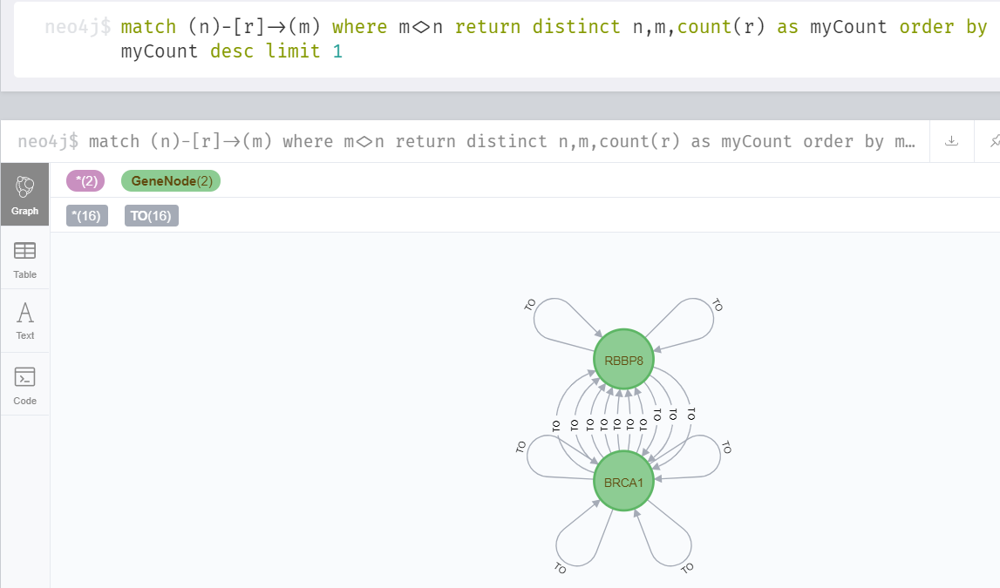 neo4j$ match (n)-[r]->(m) where m<>n return distinct n,m,count(r) as myCount order by
myCount desc limit 1
neo4j$ match (n)-[r]->(m) where m<>n return distinct n,m,count(r) as myCount order by m…
*(2) GeneNode(2)
Graph
*(16) TO(16)
Table
Text
Code
TO TO
RBBP8
TO TO TO
TO TO TO TO TO TO TO
TO TO
BRCA1
TO TO